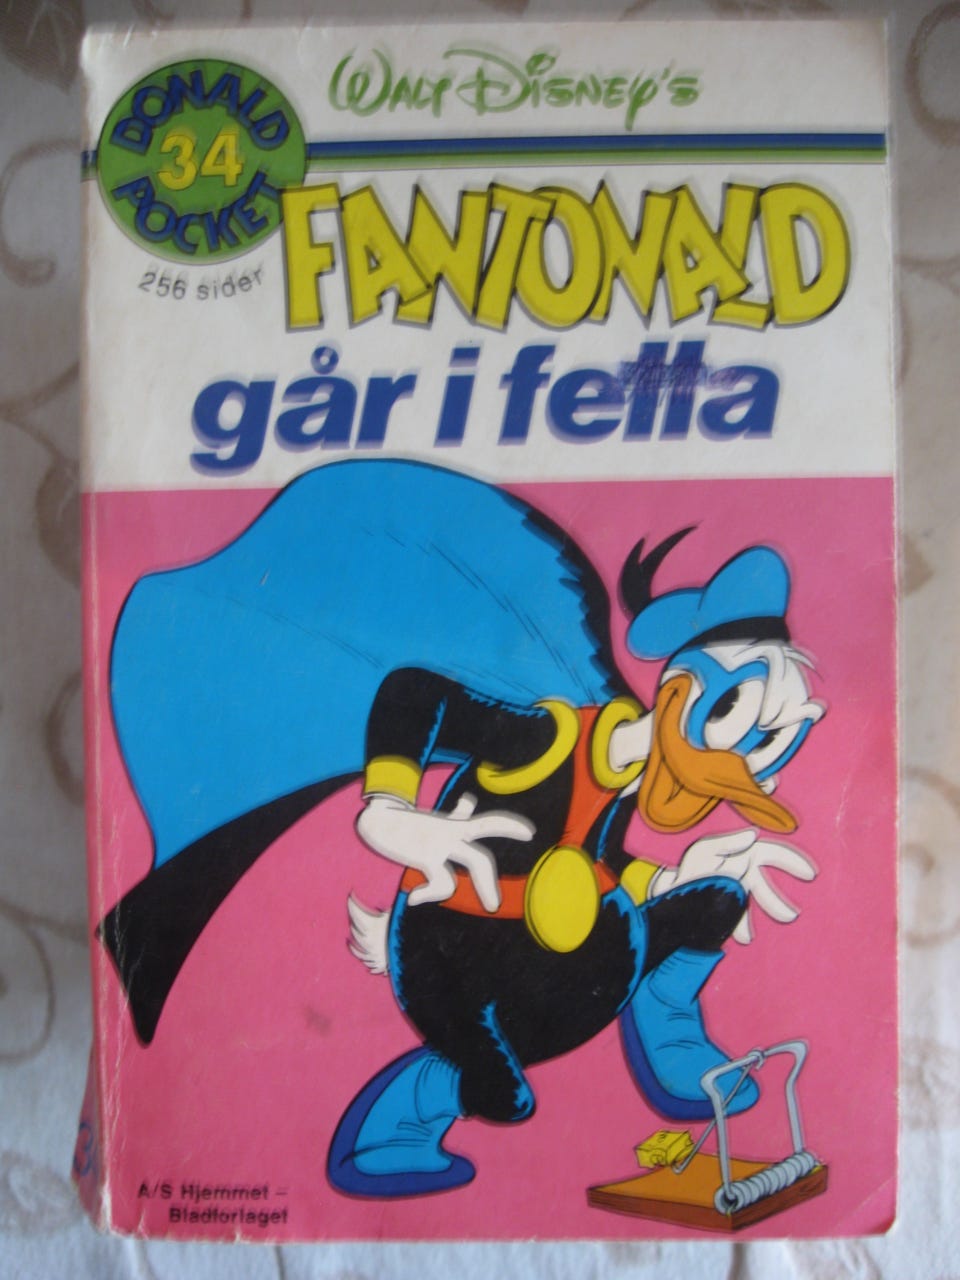 WALT DISNEY'S
DONALD
34
POCKET
256 sider
FANTONALD
går i fella
A/S Hjemmet –
Bladforlaget